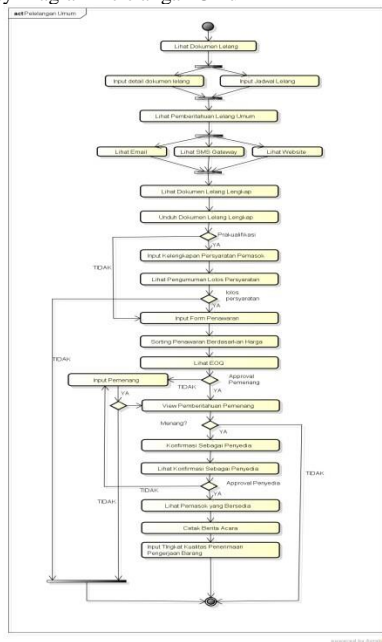 act Pelelangan Umum
Lihat Dokumen Lelang
Input detail dokumen lelang
Input Jadwal Lelang
Lihat Pemberitahuan Lelang Umum
Lihat Email
Lihat SMS Gateway
Lihat Website
Lihat Dokumen Lelang Lengkap
Unduh Dokumen Lelang Lengkap
Prakualifikasi
YA
Input Kelengkapan Persyaratan Pemasok
TIDAK
Lihat Pengumuman Lolos Persyaratan
lolos
persyaratan
YA
Input Form Penawaran
TIDAK
Sorting Penawaran Berdasarkan Harga
Lihat EOQ
Input Pemenang
Approval
Pemenang
TIDAK
YA
YA
View Pemberitahuan Pemenang
Menang?
YA
Konfirmasi Sebagai Penyedia
Lihat Konfirmasi Sebagai Penyedia
TIDAK
Approval Penyedia
TIDAK
YA
TIDAK
Lihat Pemasok yang Bersedia
Cetak Berita Acara
Input Tingkat Kualitas Penerimaan
Pengerjaan Barang